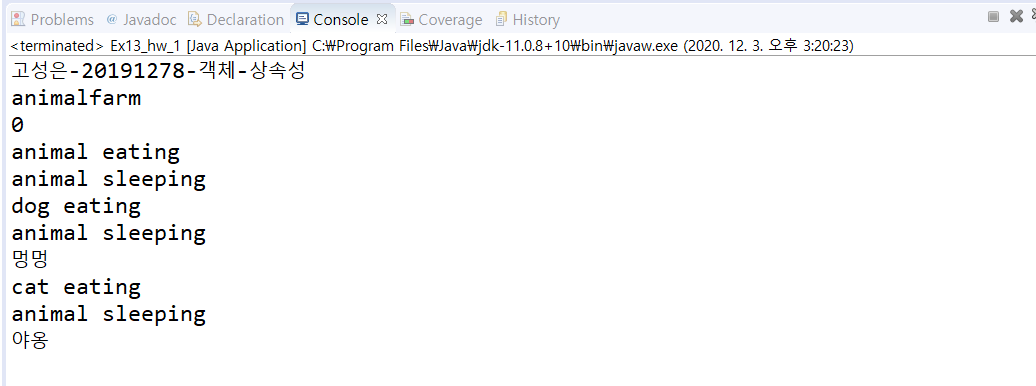 Problems @ Javadoc Declaration Console Coverage History
<terminated> Ex13_hw_1 [Java Application] C:₩Program Files₩Java₩jdk-11.0.8+10₩bin₩javaw.exe (2020. 12. 3. 오후 3:20:23)
고성은-20191278-객체-상속성
animalfarm
0
animal eating
animal sleeping
dog eating
animal sleeping
멍멍
cat eating
animal sleeping
야옹